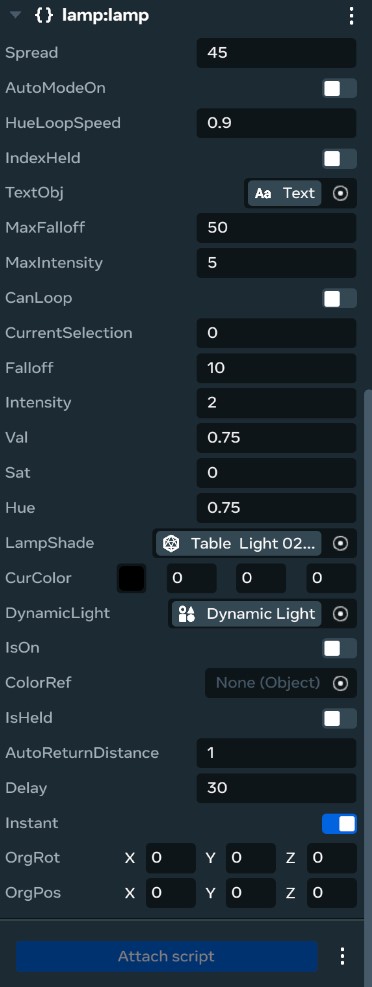 {} lamp:lamp
Spread 45
AutoModeOn
HueLoopSpeed 0.9
IndexHeld
TextObj Aa Text
MaxFalloff 50
MaxIntensity 5
CanLoop
CurrentSelection 0
Falloff 10
Intensity 2
Val 0.75
Sat 0
Hue 0.75
LampShade Table Light 02...
CurColor 0 0 0
DynamicLight Dynamic Light
IsOn
ColorRef None (Object)
IsHeld
AutoReturnDistance 1
Delay 30
Instant
OrgRot X 0 Y 0 Z 0
OrgPos X 0 Y 0 Z 0
Attach script